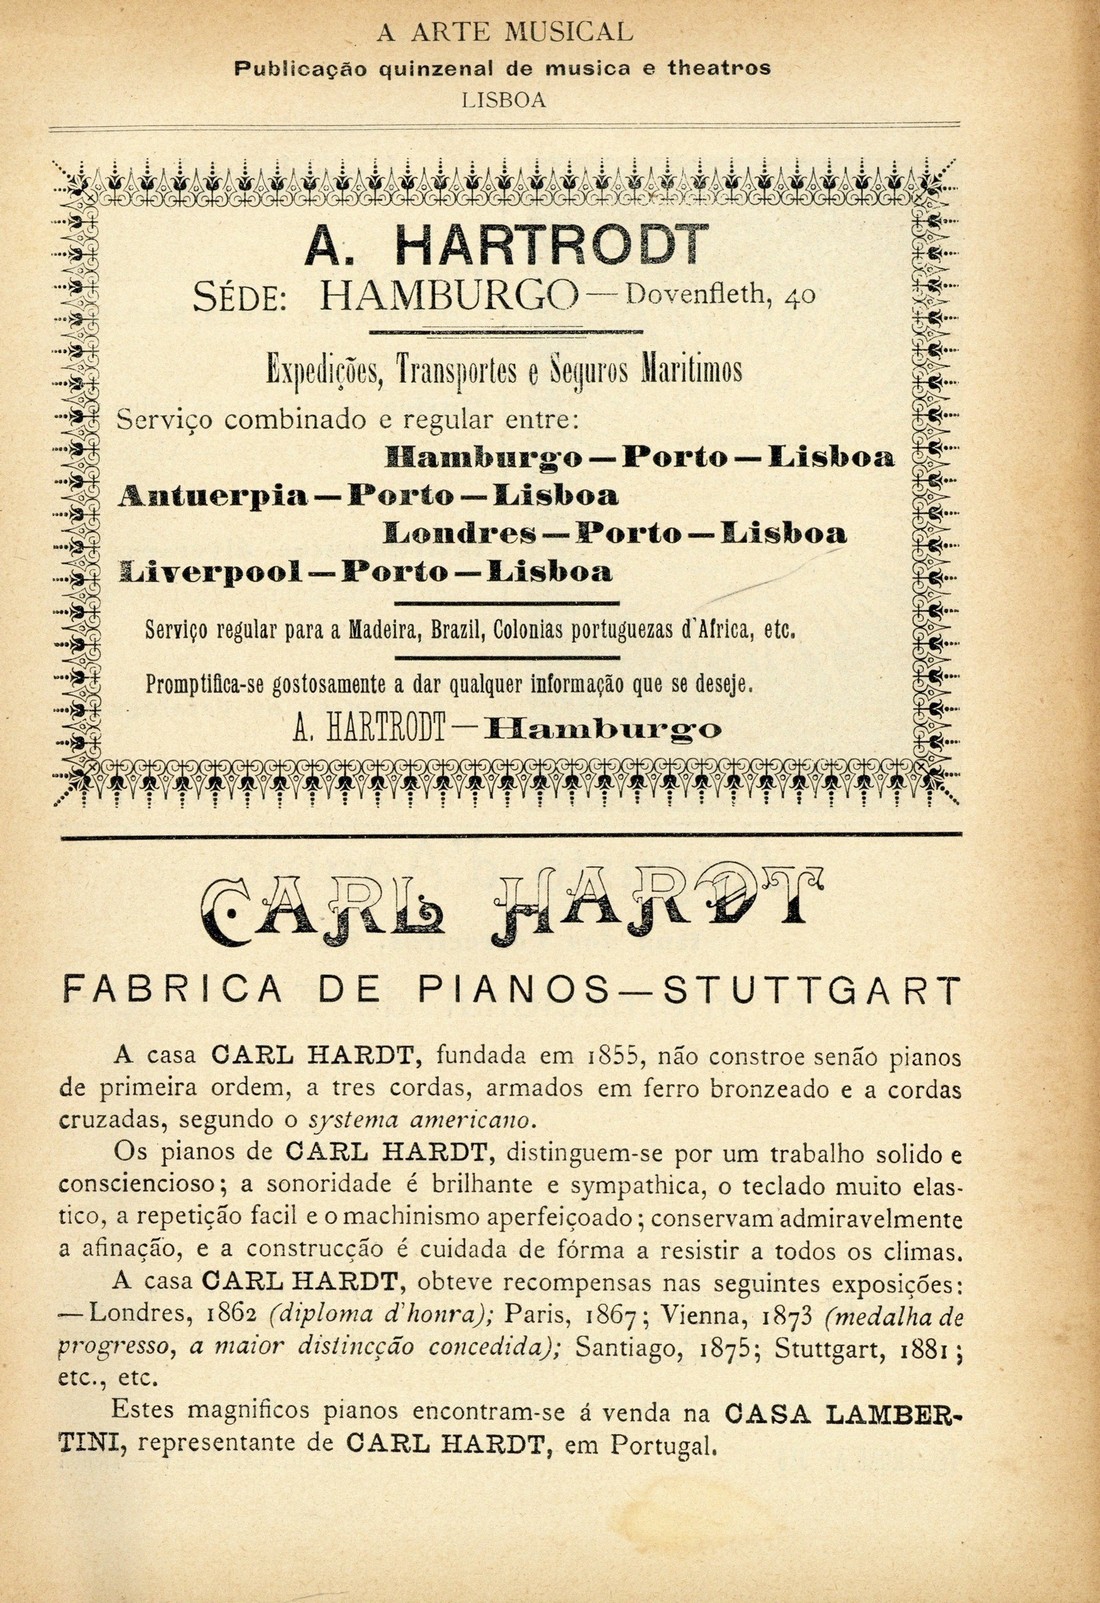 A ARTE MUSICAL
Publicação quinzenal de musica e theatros
LISBOA
A. HARTRODT
SÉDE: HAMBURGO — Dovenfleth, 40
Expedições, Transportes e Seguros Maritimos
Serviço combinado e regular entre:
Hamburgo — Porto — Lisboa
Antuerpia — Porto — Lisboa
Londres — Porto — Lisboa
Liverpool — Porto — Lisboa
Serviço regular para a Madeira, Brazil, Colonias portuguezas d'Africa, etc.
Promptifica-se gostosamente a dar qualquer informação que se deseje.
A. HARTRODT — Hamburgo
CARL HARDT
FABRICA DE PIANOS — STUTTGART
A casa CARL HARDT, fundada em 1855, não constroe senão pianos
de primeira ordem, a tres cordas, armados em ferro bronzeado e a cordas
cruzadas, segundo o systema americano.
Os pianos de CARL HARDT, distinguem-se por um trabalho solido e
consciencioso; a sonoridade é brilhante e sympathica, o teclado muito elas-
tico, a repetição facil e o machinismo aperfeiçoado; conservam admiravelmente
a afinação, e a construcção é cuidada de fórma a resistir a todos os climas.
A casa CARL HARDT, obteve recompensas nas seguintes exposições:
— Londres, 1862 (diploma d'honra); Paris, 1867; Vienna, 1873 (medalha de
progresso, a maior distincção concedida); Santiago, 1875; Stuttgart, 1881;
etc., etc.
Estes magnificos pianos encontram-se á venda na CASA LAMBER-
TINI, representante de CARL HARDT, em Portugal.